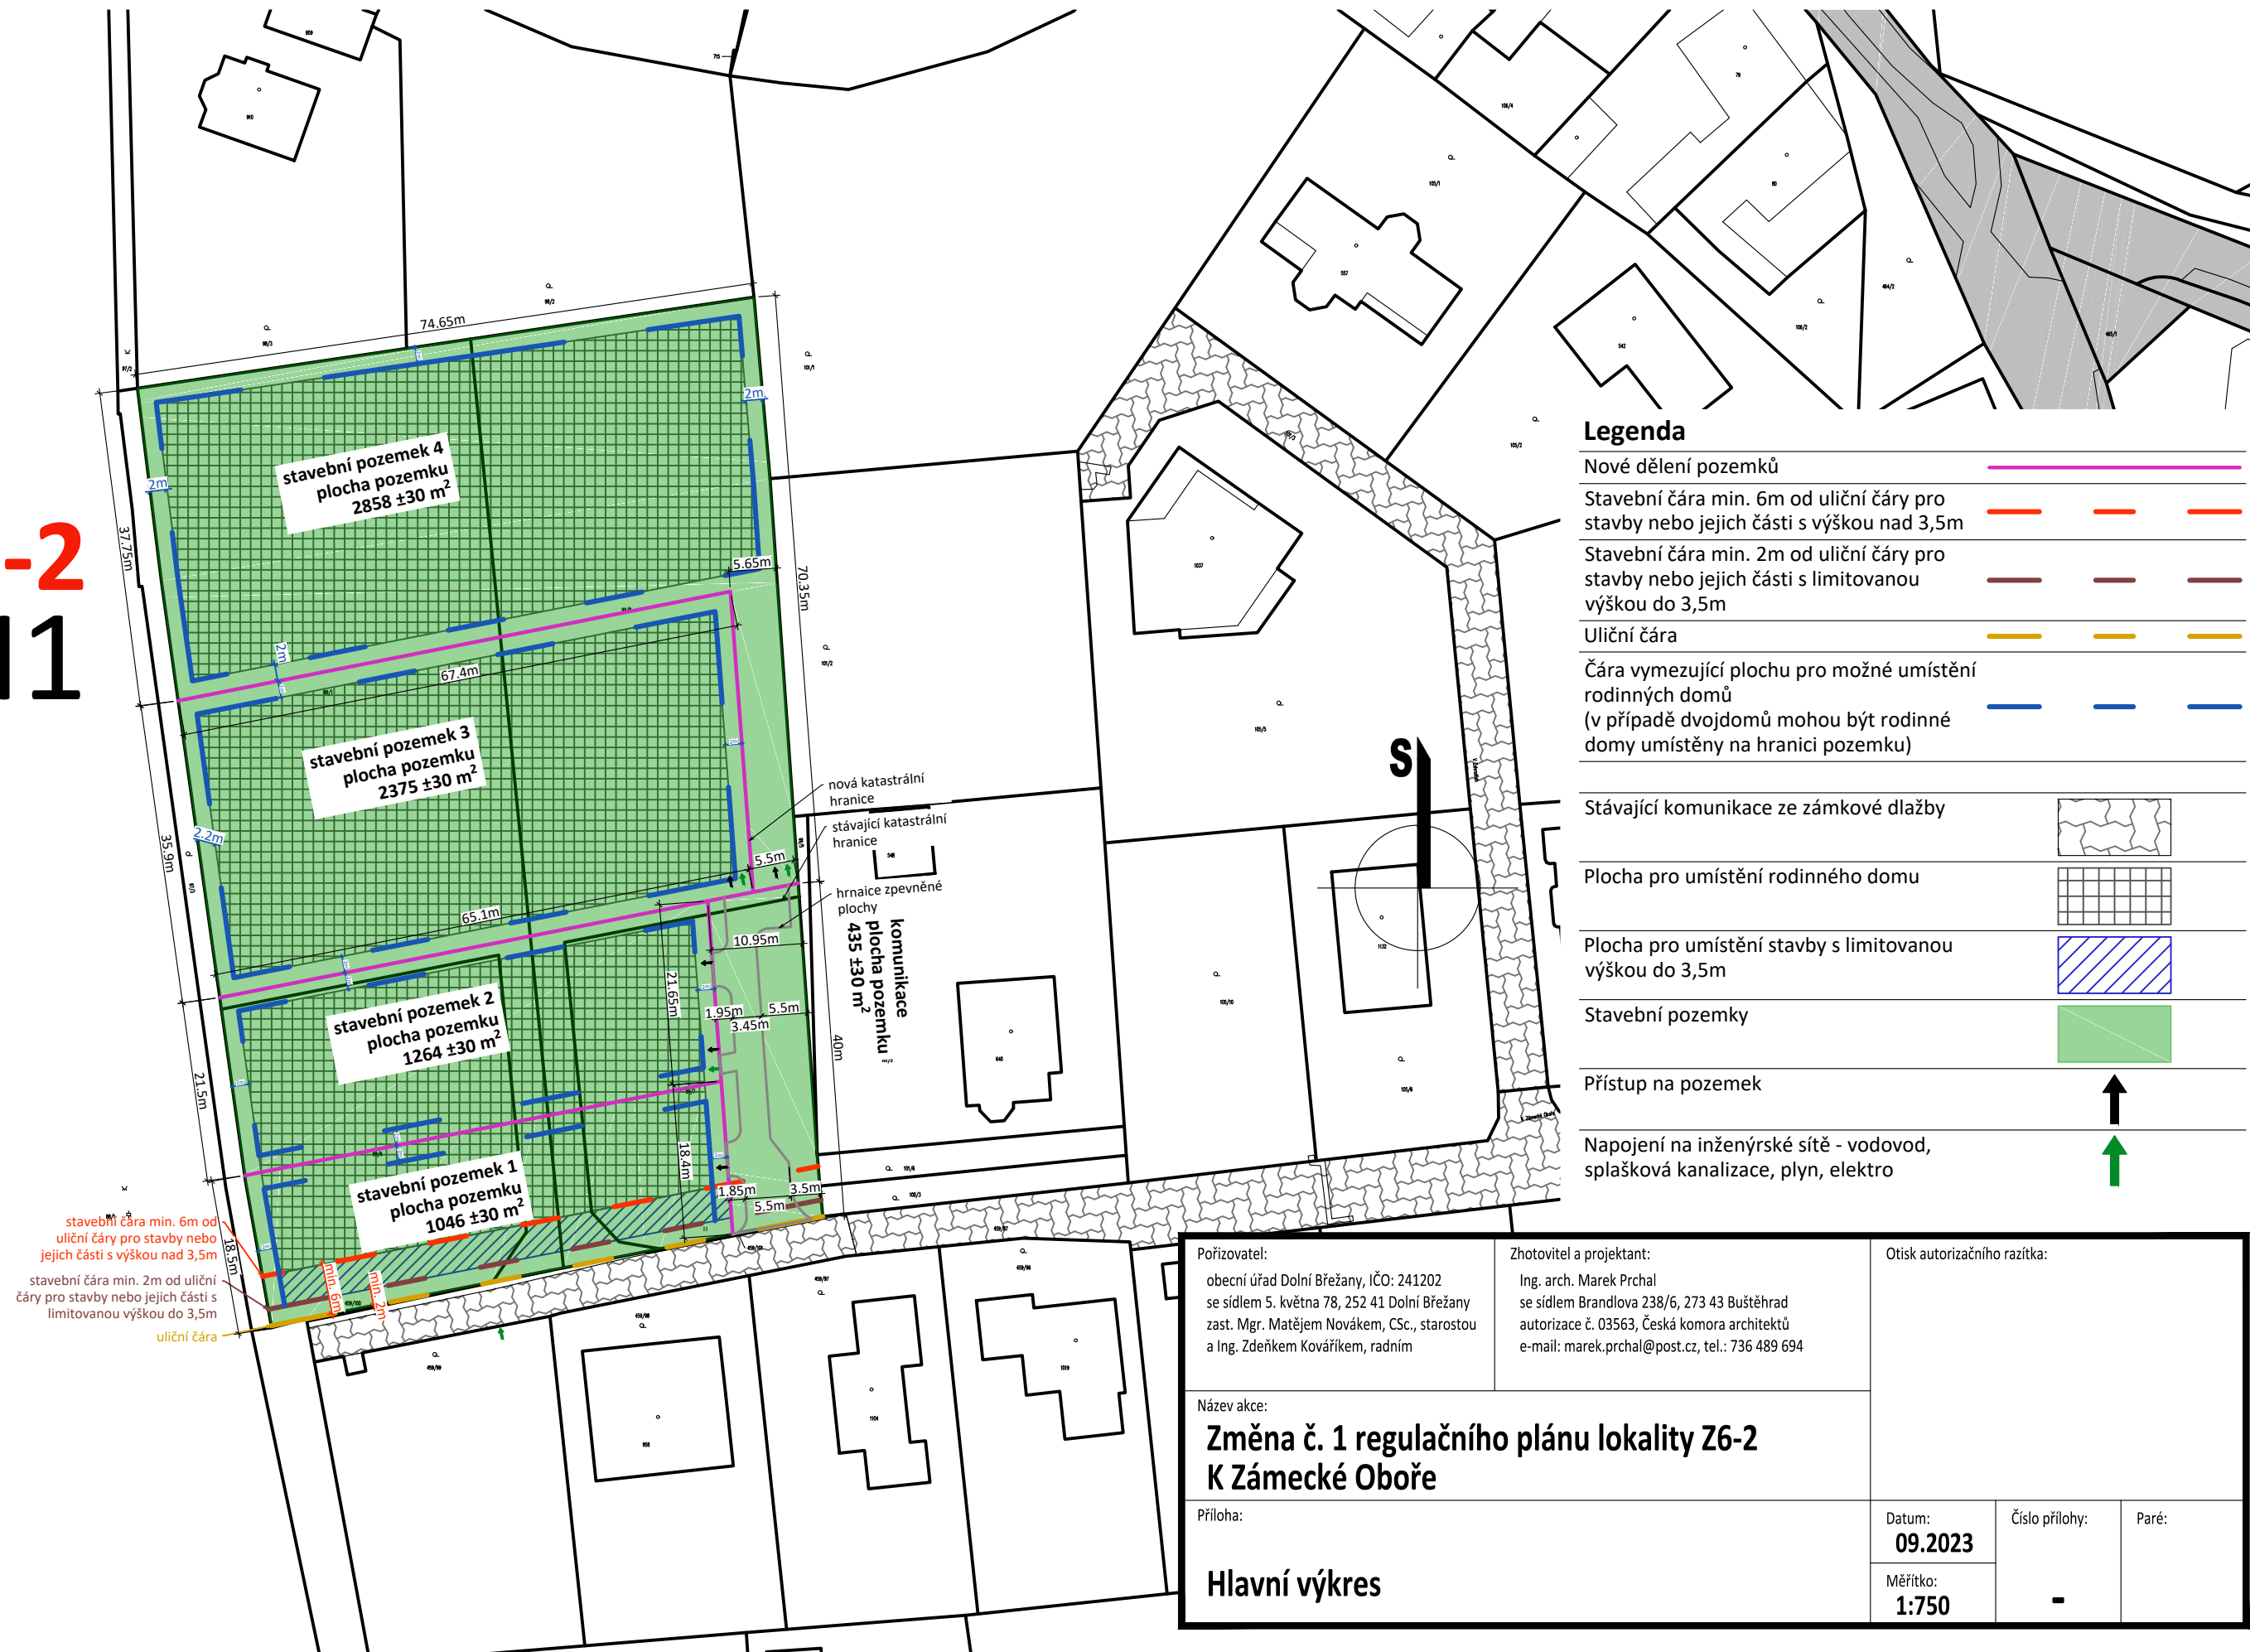 -2
74.65m
2m
2m
stavební pozemek 4
plocha pozemku
2858 ±30 m²
37.75m
5.65m
70.35m
2m
67.4m
stavební pozemek 3
plocha pozemku
2375 ±30 m²
2.2m
35.9m
nová katastrální
hranice
stávající katastrální
hranice
5.5m
hrnaice zpevněné
plochy
65.1m
10.95m
komunikace
plocha pozemku
435 ±30 m²
21.65m
stavební pozemek 2
plocha pozemku
1264 ±30 m²
1.95m
5.5m
3.45m
40m
21.5m
18.4m
stavební pozemek 1
plocha pozemku
1046 ±30 m²
1.85m
3.5m
5.5m
18.5m
min. 6m
min. 2m
stavební čára min. 6m od
uliční čáry pro stavby nebo
jejich části s výškou nad 3,5m
stavební čára min. 2m od uliční
čáry pro stavby nebo jejich části s
limitovanou výškou do 3,5m
uliční čára
S
Legenda
Nové dělení pozemků
Stavební čára min. 6m od uliční čáry pro
stavby nebo jejich části s výškou nad 3,5m
Stavební čára min. 2m od uliční čáry pro
stavby nebo jejich části s limitovanou
výškou do 3,5m
Uliční čára
Čára vymezující plochu pro možné umístění
rodinných domů
(v případě dvojdomů mohou být rodinné
domy umístěny na hranici pozemku)
Stávající komunikace ze zámkové dlažby
Plocha pro umístění rodinného domu
Plocha pro umístění stavby s limitovanou
výškou do 3,5m
Stavební pozemky
Přístup na pozemek
Napojení na inženýrské sítě - vodovod,
splašková kanalizace, plyn, elektro
Pořizovatel:
obecní úřad Dolní Břežany, IČO: 241202
se sídlem 5. května 78, 252 41 Dolní Břežany
zast. Mgr. Matějem Novákem, CSc., starostou
a Ing. Zdeňkem Kováříkem, radním
Zhotovitel a projektant:
Ing. arch. Marek Prchal
se sídlem Brandlova 238/6, 273 43 Buštěhrad
autorizace č. 03563, Česká komora architektů
e-mail: marek.prchal@post.cz, tel.: 736 489 694
Otisk autorizačního razítka:
Název akce:
Změna č. 1 regulačního plánu lokality Z6-2
K Zámecké Oboře
Příloha:
Hlavní výkres
Datum:
09.2023
Měřítko:
1:750
Číslo přílohy:
-
Paré: